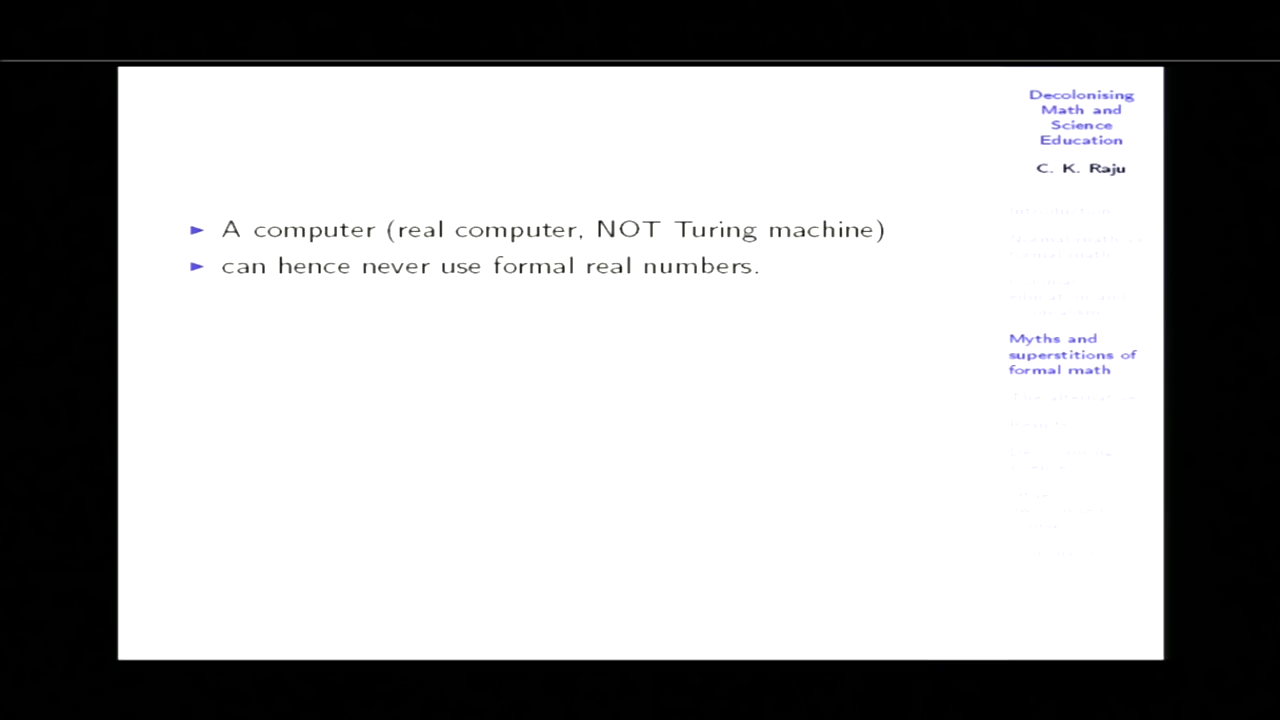 Decolonising
Math and
Science
Education
C. K. Raju
► A computer (real computer, NOT Turing machine)
► can hence never use formal real numbers.
Introduction
Myths and
superstitions of
formal math